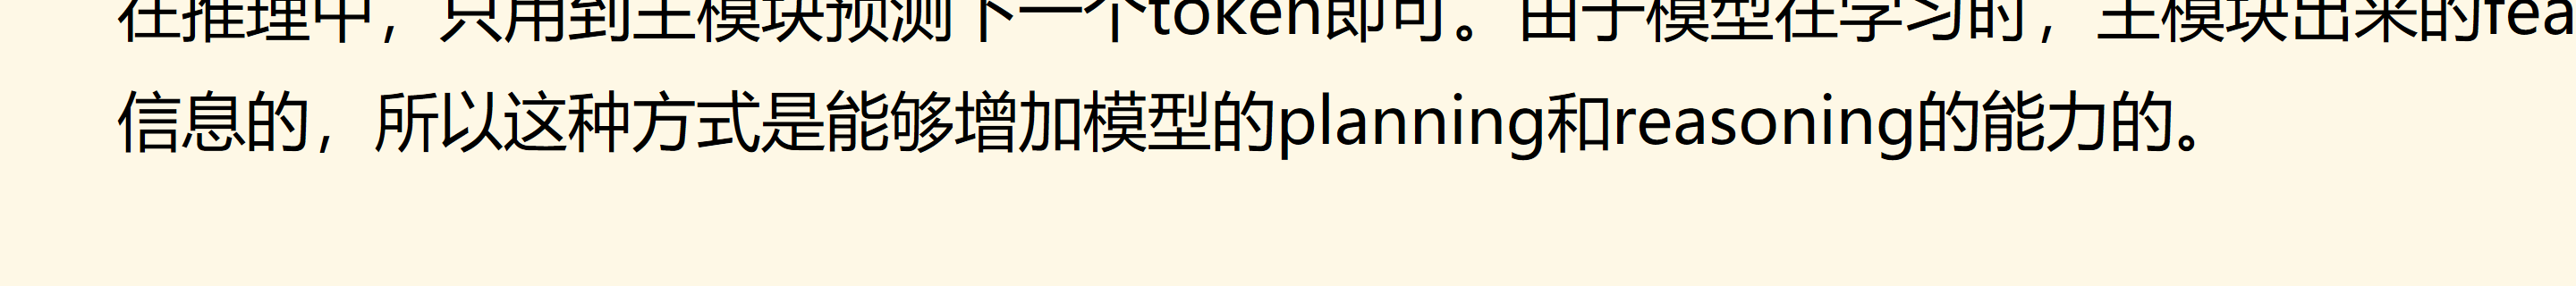 在推理中，只用到主模块预测下一个token即可。由于模型在学习时，主模块出来的fea
信息的，所以这种方式是能够增加模型的planning和reasoning的能力的。